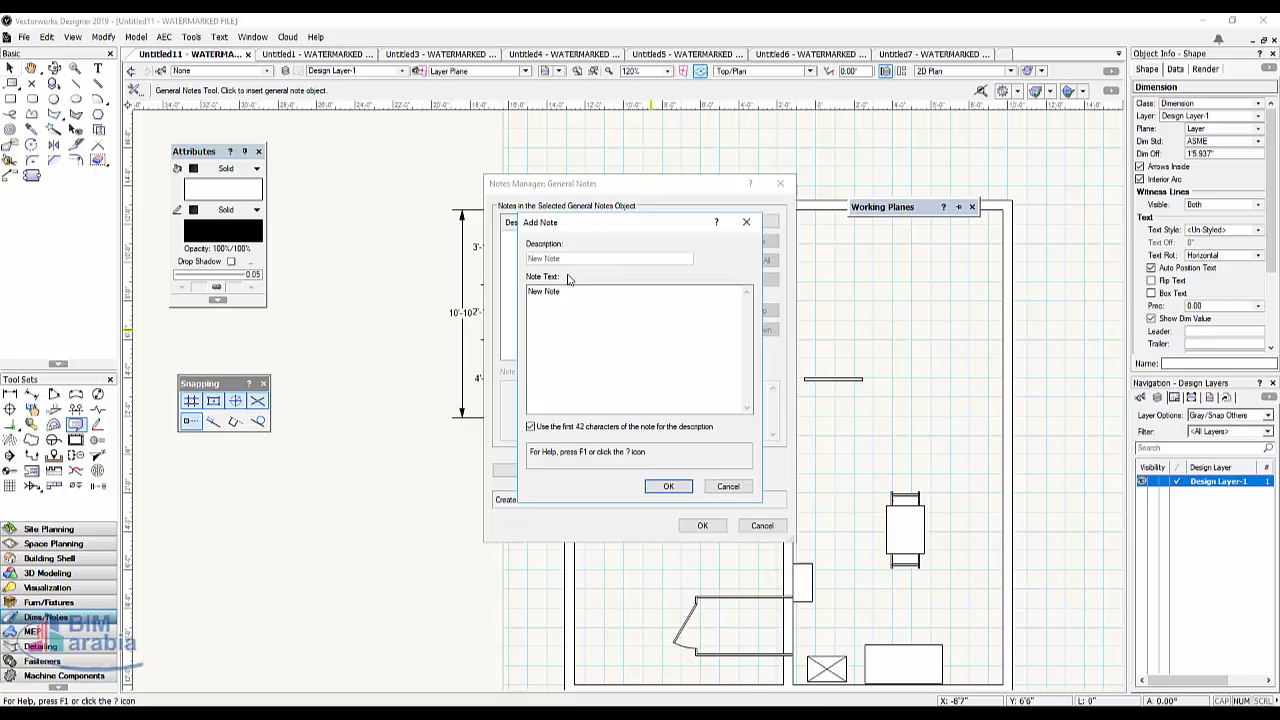 Vectorworks Designer 2019 - [Untitled11 - WATERMARKED FILE]
File Edit View Modify Model AEC Tools Text Window Cloud Help
Basic
Untitled11 - WATERMA... Untitled1 - WATERMARKED ... Untitled3 - WATERMARKED ... Untitled4 - WATERMARKED ... Untitled5 - WATERMARKED ... Untitled6 - WATERMARKED ... Untitled7 - WATERMARKED ...
None Design Layer-1 Layer Plane 120% Top/Plan 0.00° 2D Plan
General Notes Tool. Click to insert general note object.
Attributes
Solid
Solid
Opacity: 100%/100%
Drop Shadow
0.05
Snapping
Notes Manager: General Notes
Notes in the Selected General Notes Object
Add Note
Description:
New Note
Note Text:
New Note
Use the first 42 characters of the note for the description
For Help, press F1 or click the ? icon
OK Cancel
Create
OK Cancel
Working Planes
3'-
10'-10
2'-
4'-
Object Info - Shape
Shape Data Render
Dimension
Class: Dimension
Layer: Design Layer-1
Plane: Layer
Dim Std: ASME
Dim Off: 1'5.937"
Arrows Inside
Interior Arc
Witness Lines
Visible: Both
Text
Text Style: <Un-Styled>
Text Off: 0"
Text Rot: Horizontal
Auto Position Text
Flip Text
Box Text
Prec: 0.00
Show Dim Value
Leader:
Trailer:
Name:
Navigation - Design Layers
Layer Options: Gray/Snap Others
Filter: <All Layers>
Search
Visibility Design Layer #
Design Layer-1 1
Tool Sets
Site Planning
Space Planning
Building Shell
3D Modeling
Visualization
Furn/Fixtures
Dims/Notes
MEP
Detailing
Fasteners
Machine Components
BIM
arabia
For Help, press F1 or click the ? icon
X: -8'7" Y: 6'6" L: 0" A: 0.00° CAP NUM SCRL